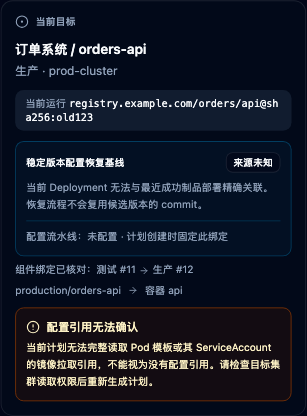 当前目标
订单系统 / orders-api
生产 · prod-cluster
当前运行 registry.example.com/orders/api@sh
a256:old123
稳定版本配置恢复基线
来源未知
当前 Deployment 无法与最近成功制品部署精确关联。
恢复流程不会复用候选版本的 commit。
配置流水线：未配置 · 计划创建时固定此绑定
组件绑定已核对：测试 #11 → 生产 #12
production/orders-api → 容器 api
配置引用无法确认
当前计划无法完整读取 Pod 模板或其 ServiceAccount
的镜像拉取引用，不能视为没有配置引用。请检查目标集
群读取权限后重新生成计划。